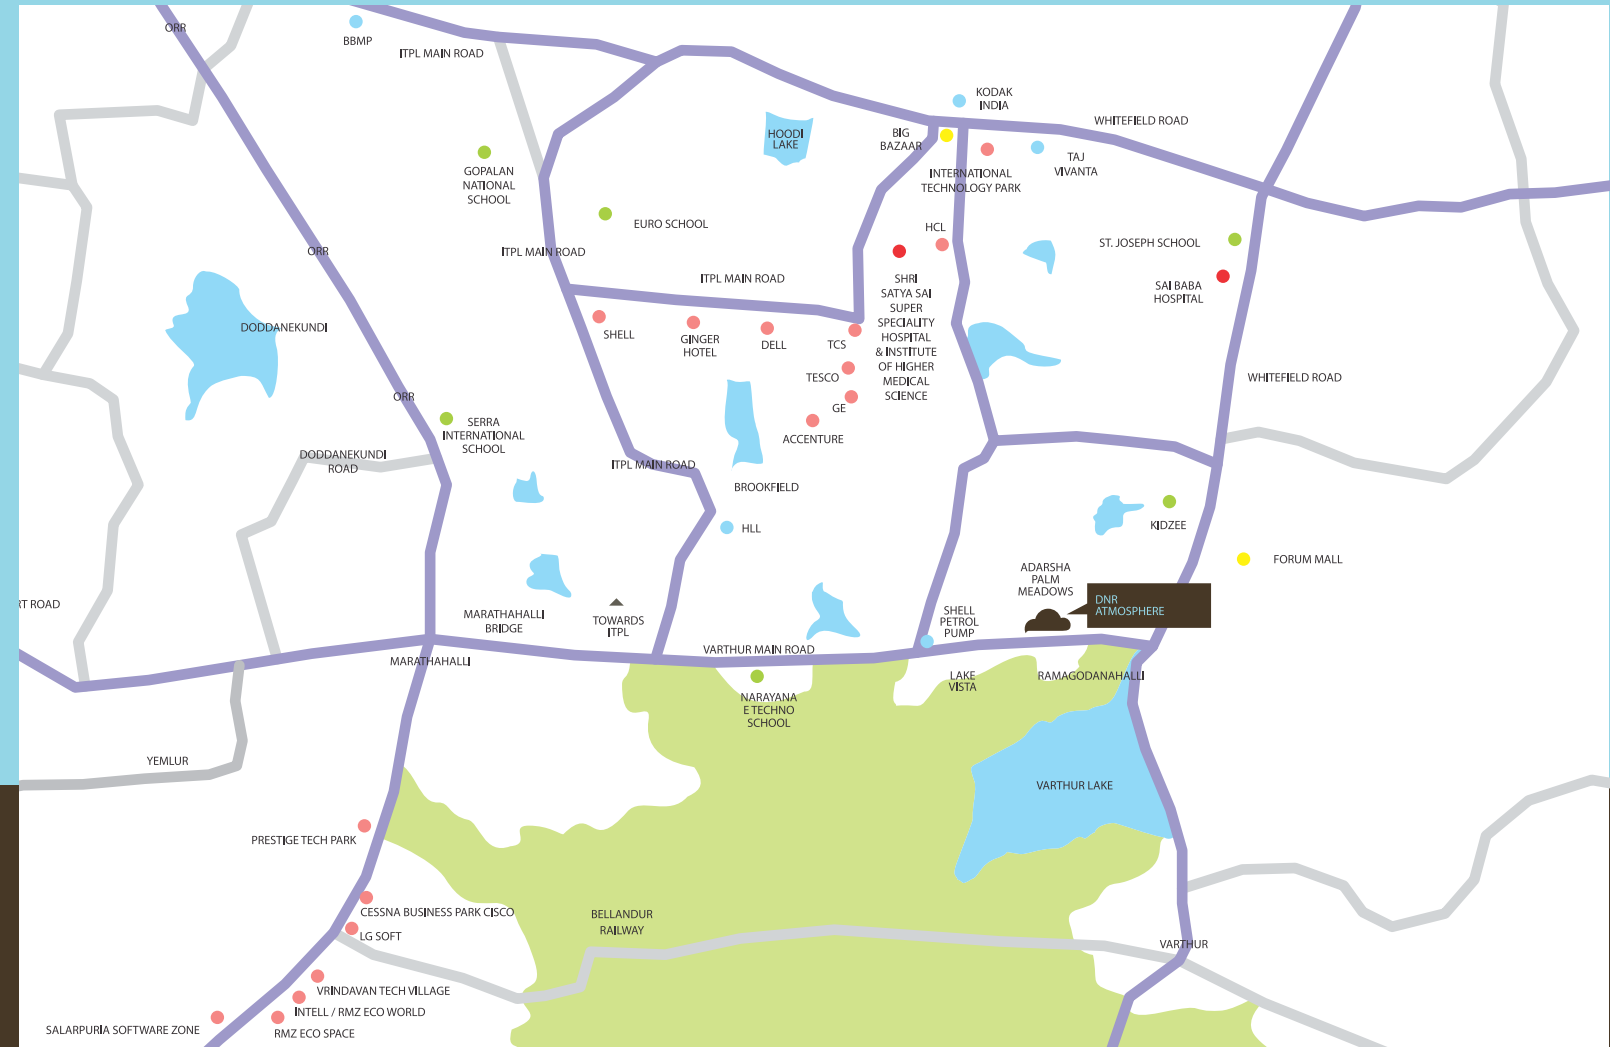 ORR
BBMP
ITPL MAIN ROAD
KODAK
INDIA
WHITEFIELD ROAD
HOODI
LAKE
BIG
BAZAAR
TAJ
VIVANTA
INTERNATIONAL
TECHNOLOGY PARK
GOPALAN
NATIONAL
SCHOOL
EURO SCHOOL
HCL
ST. JOSEPH SCHOOL
ORR
ITPL MAIN ROAD
ITPL MAIN ROAD
SHRI
SATYA SAI
SUPER
SPECIALITY
HOSPITAL
& INSTITUTE
OF HIGHER
MEDICAL
SCIENCE
SAI BABA
HOSPITAL
DODDANEKUNDI
SHELL
GINGER
HOTEL
DELL
TCS
TESCO
GE
ACCENTURE
WHITEFIELD ROAD
ORR
SERRA
INTERNATIONAL
SCHOOL
DODDANEKUNDI
ROAD
ITPL MAIN ROAD
BROOKFIELD
HLL
KIDZEE
FORUM MALL
ADARSHA
PALM
MEADOWS
DNR
ATMOSPHERE
RT ROAD
MARATHAHALLI
BRIDGE
TOWARDS
ITPL
SHELL
PETROL
PUMP
VARTHUR MAIN ROAD
MARATHAHALLI
LAKE
VISTA
RAMAGODANAHALLI
NARAYANA
E TECHNO
SCHOOL
YEMLUR
VARTHUR LAKE
PRESTIGE TECH PARK
CESSNA BUSINESS PARK CISCO
LG SOFT
BELLANDUR
RAILWAY
VARTHUR
VRINDAVAN TECH VILLAGE
INTELL / RMZ ECO WORLD
SALARPURIA SOFTWARE ZONE
RMZ ECO SPACE